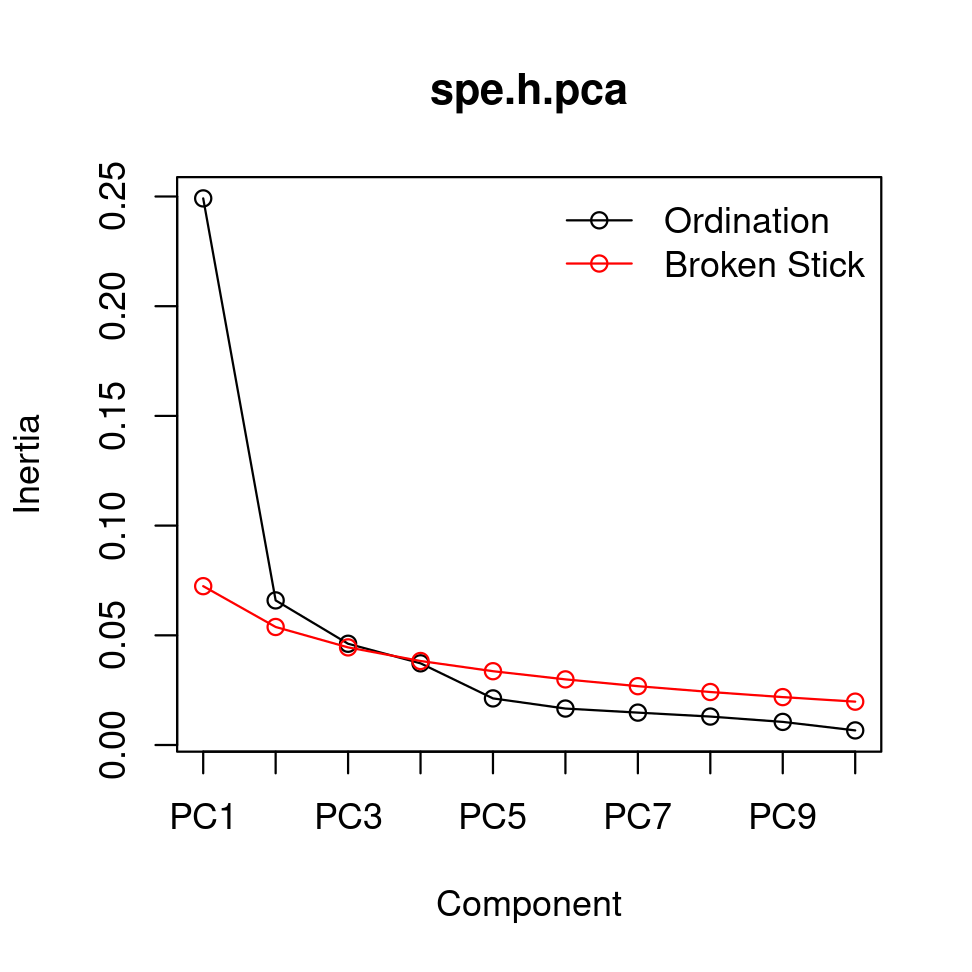 spe.h.pca
Ordination
Broken Stick
Inertia
0.25
0.20
0.15
0.10
0.05
0.00
PC1 PC3 PC5 PC7 PC9
Component